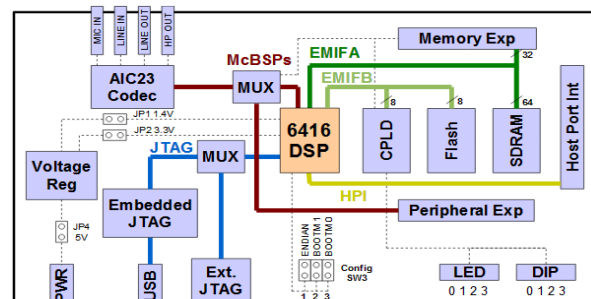 MIC IN
LINE IN
LINE OUT
HP OUT
McBSPs
EMIFA
Memory Exp
32
AIC23
Codec
MUX
EMIFB
8
8
64
JP1 1.4V
JP2 3.3V
6416
DSP
CPLD
Flash
SDRAM
Host Port Int
Voltage
Reg
JTAG
MUX
HPI
Embedded
JTAG
Peripheral Exp
JP4
5V
ENDIAN
BOOTM 1
BOOTM 0
Config
SW3
PWR
USB
Ext.
JTAG
1 2 3
LED
DIP
0 1 2 3
0 1 2 3